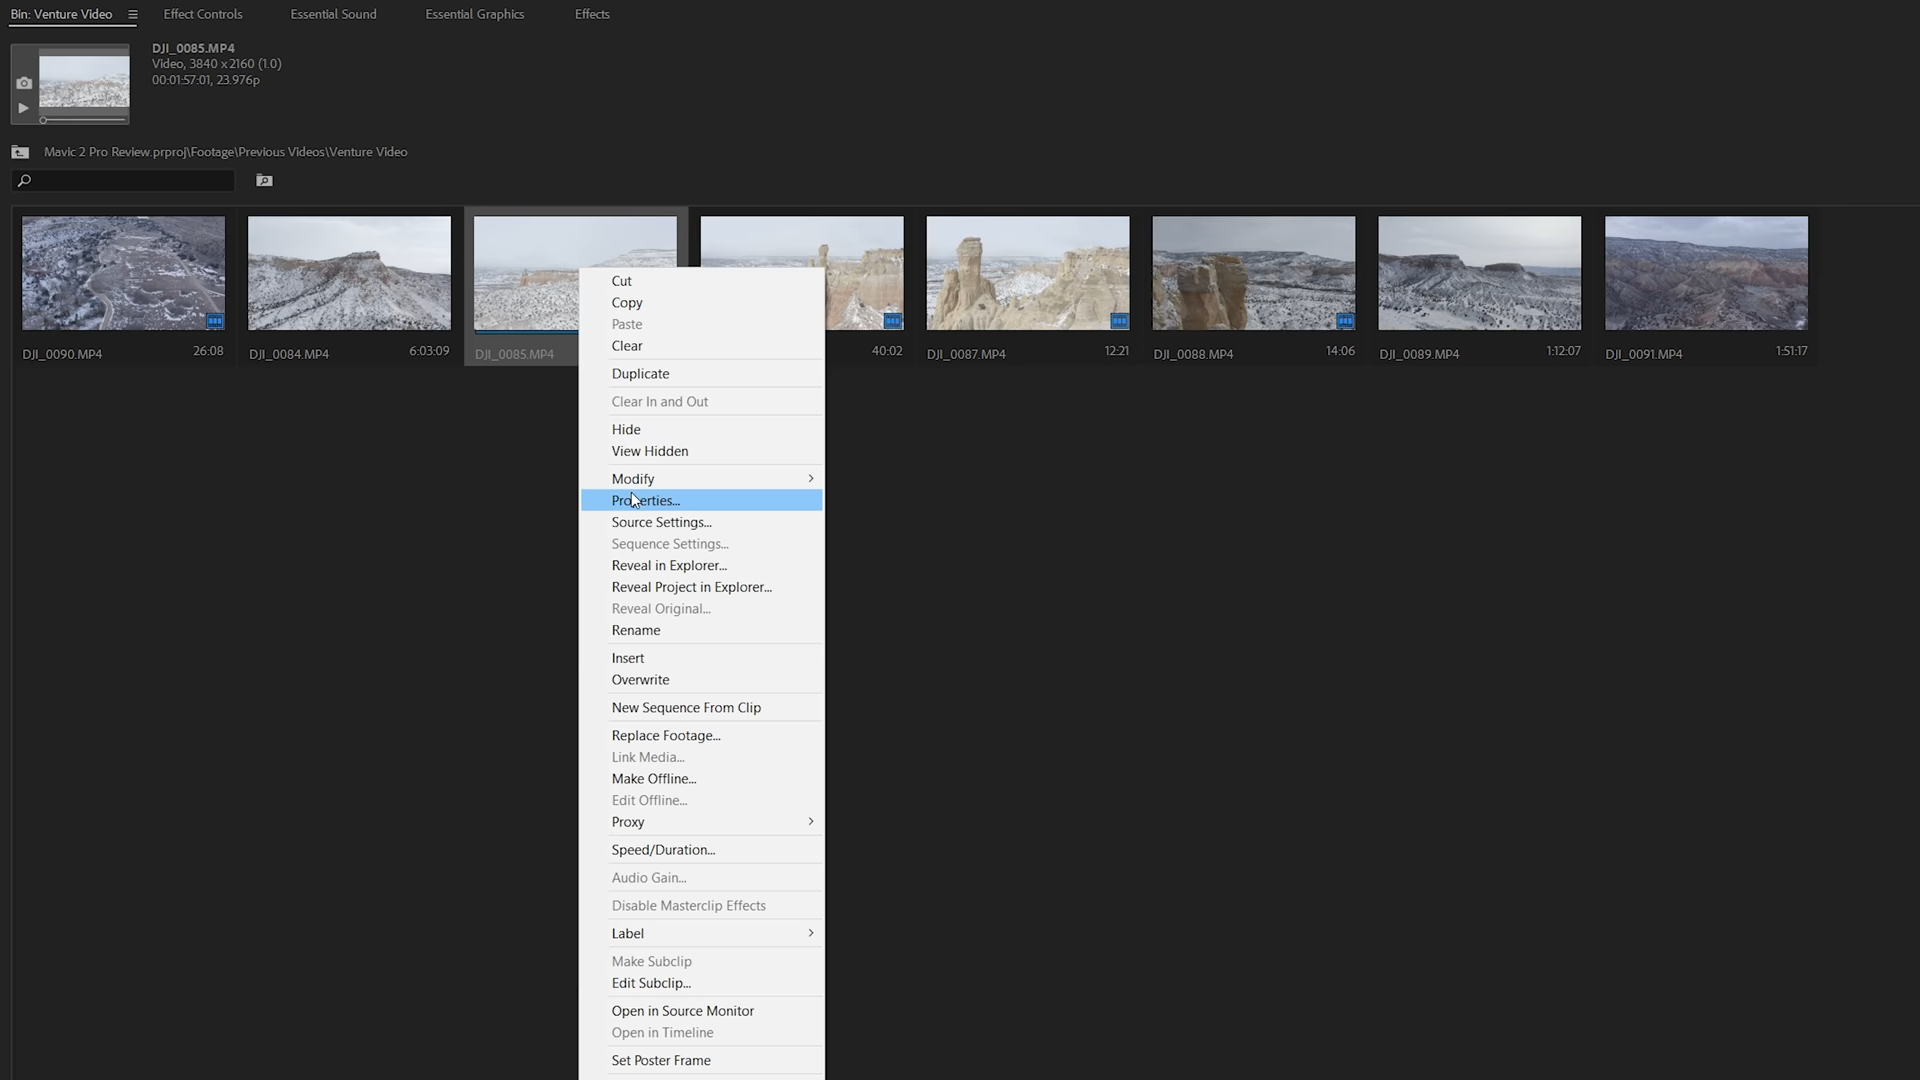 Bin: Venture Video
Effect Controls
Essential Sound
Essential Graphics
Effects
DJI_0085.MP4
Video, 3840 x 2160 (1.0)
00:01:57:01, 23.976p
Mavic 2 Pro Review.prproj\Footage\Previous Videos\Venture Video
DJI_0090.MP4 26:08
DJI_0084.MP4 6:03:09
DJI_0085.MP4
40:02
DJI_0087.MP4 12:21
DJI_0088.MP4 14:06
DJI_0089.MP4 1:12:07
DJI_0091.MP4 1:51:17
Cut
Copy
Paste
Clear
Duplicate
Clear In and Out
Hide
View Hidden
Modify
Properties...
Source Settings...
Sequence Settings...
Reveal in Explorer...
Reveal Project in Explorer...
Reveal Original...
Rename
Insert
Overwrite
New Sequence From Clip
Replace Footage...
Link Media...
Make Offline...
Edit Offline...
Proxy
Speed/Duration...
Audio Gain...
Disable Masterclip Effects
Label
Make Subclip
Edit Subclip...
Open in Source Monitor
Open in Timeline
Set Poster Frame